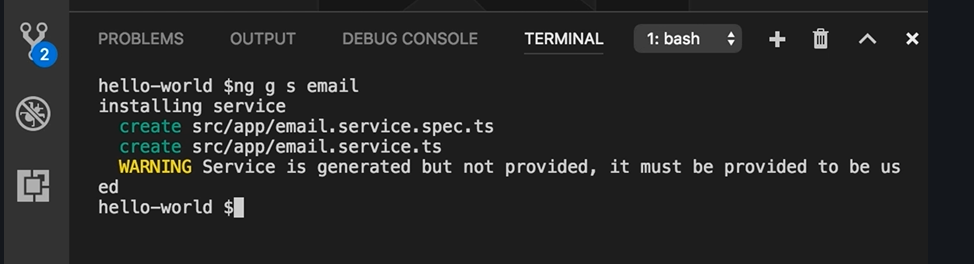 PROBLEMS OUTPUT DEBUG CONSOLE TERMINAL 1: bash
2
hello-world $ng g s email
installing service
create src/app/email.service.spec.ts
create src/app/email.service.ts
WARNING Service is generated but not provided, it must be provided to be us
ed
hello-world $